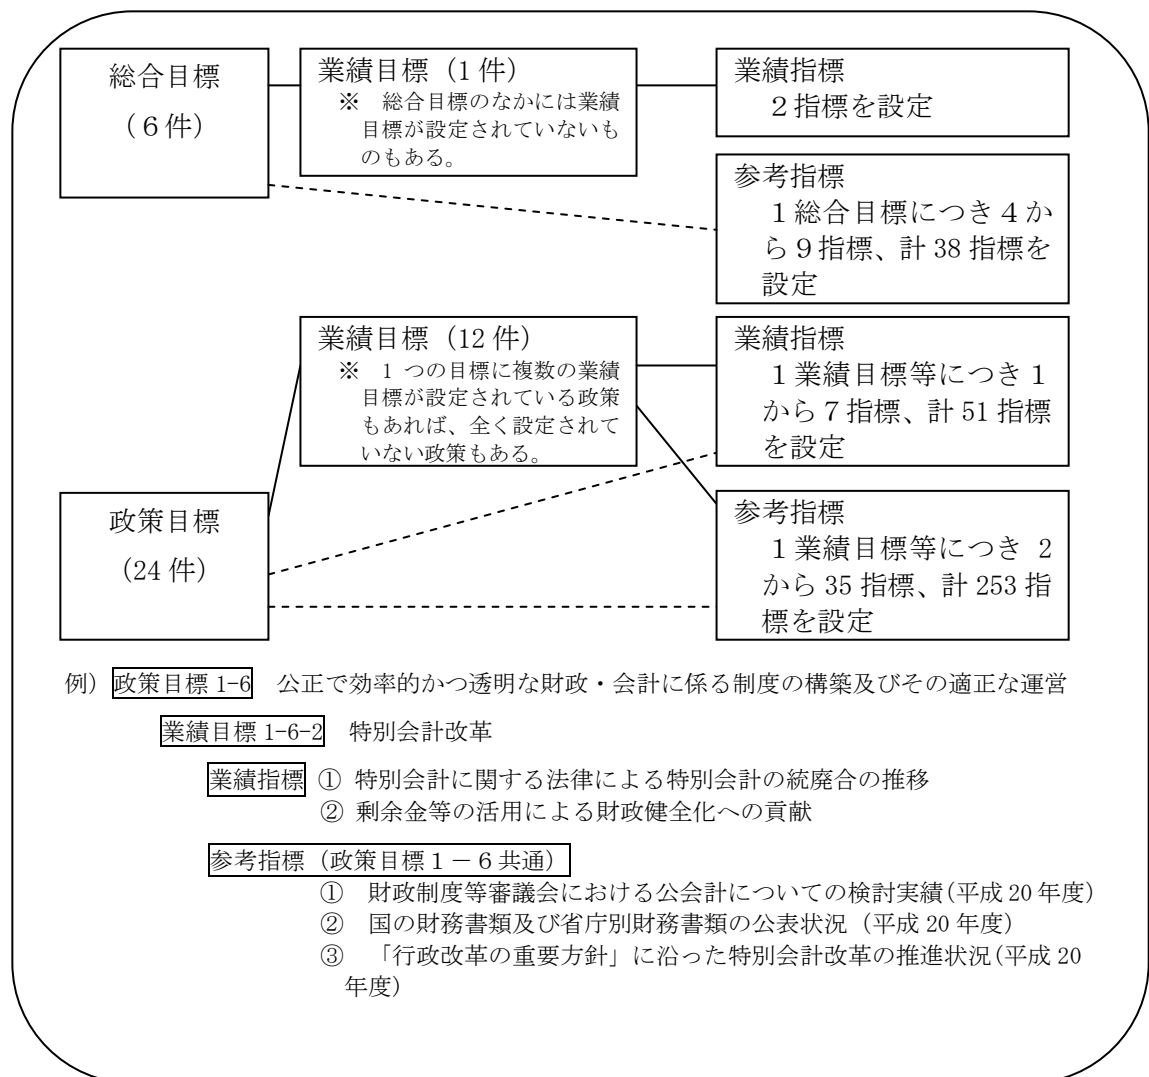 総合目標
(6件)
業績目標(1件)
※ 総合目標のなかには業績
目標が設定されていないも
のもある。
業績指標
2指標を設定
参考指標
1総合目標につき4か
ら9指標、計38指標を
設定
業績目標(12件)
※ 1つの目標に複数の業績
目標が設定されている政策
もあれば、全く設定されて
いない政策もある。
業績指標
1業績目標等につき1
から7指標、計51指標
を設定
政策目標
(24件)
参考指標
1業績目標等につき 2
から35指標、計253指
標を設定
例)政策目標1-6 公正で効率的かつ透明な財政・会計に係る制度の構築及びその適正な運営
業績目標1-6-2 特別会計改革
業績指標 ① 特別会計に関する法律による特別会計の統廃合の推移
② 剰余金等の活用による財政健全化への貢献
参考指標(政策目標1-6共通)
① 財政制度等審議会における公会計についての検討実績(平成20年度)
② 国の財務書類及び省庁別財務書類の公表状況(平成20年度)
③ 「行政改革の重要方針」に沿った特別会計改革の推進状況(平成20
年度)